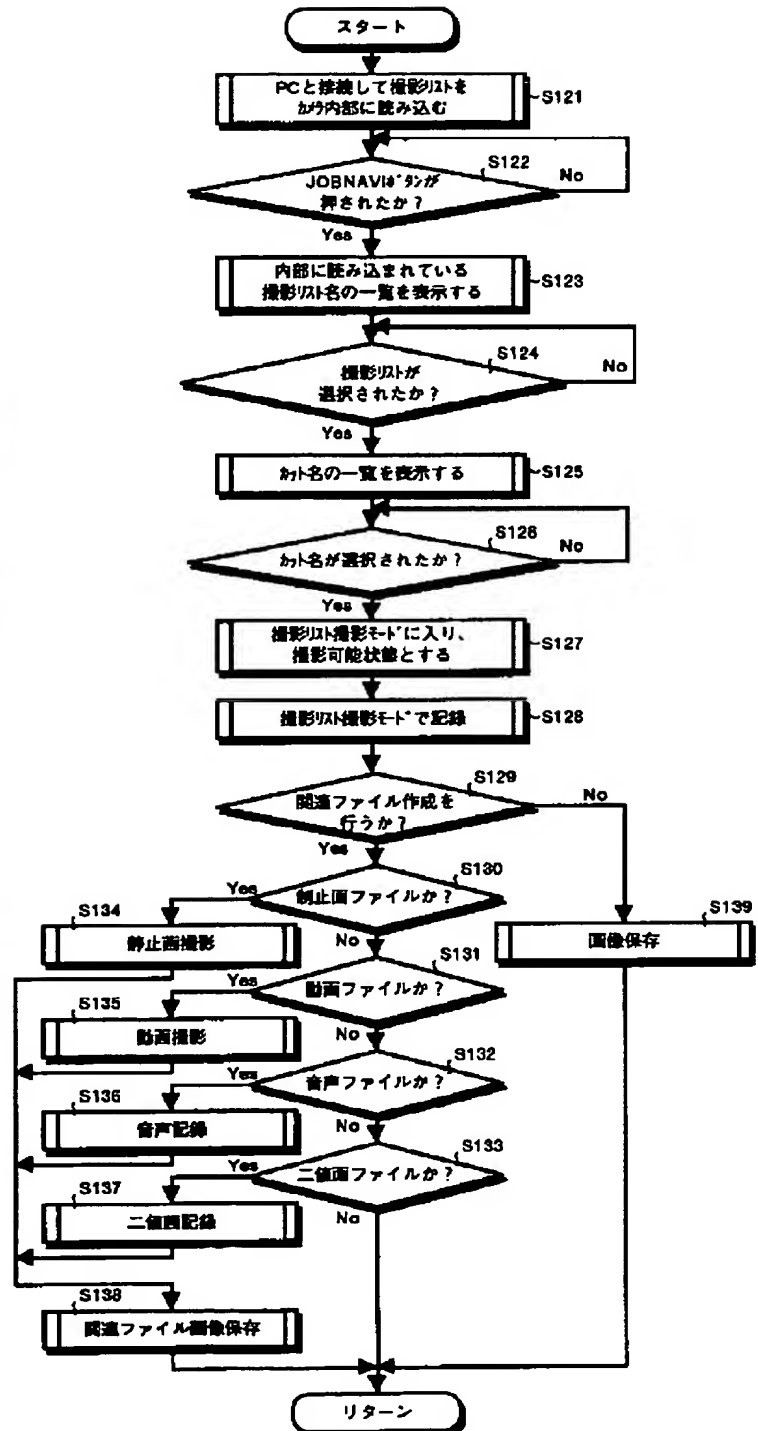 スタート
PCと接続して撮影リストを
カメラ内部に読み込む
S121
S122
JOBNAVIボタンが
押されたか?
No
Yes
内部に読み込まれている
撮影リスト名の一覧を表示する
S123
S124
撮影リストが
選択されたか?
No
Yes
カット名の一覧を表示する
S125
S126
カット名が選択されたか?
No
Yes
撮影リスト撮影モードに入り、
撮影可能状態とする
S127
撮影リスト撮影モードで記録
S128
S129
関連ファイル作成を
行うか?
No
Yes
S130
制止画ファイルか?
Yes
No
S134
静止画撮影
S139
画像保存
S131
動画ファイルか?
Yes
No
S135
動画撮影
S132
音声ファイルか?
Yes
No
S136
音声記録
S133
二値画ファイルか?
Yes
No
S137
二値画記録
S138
関連ファイル画像保存
リターン